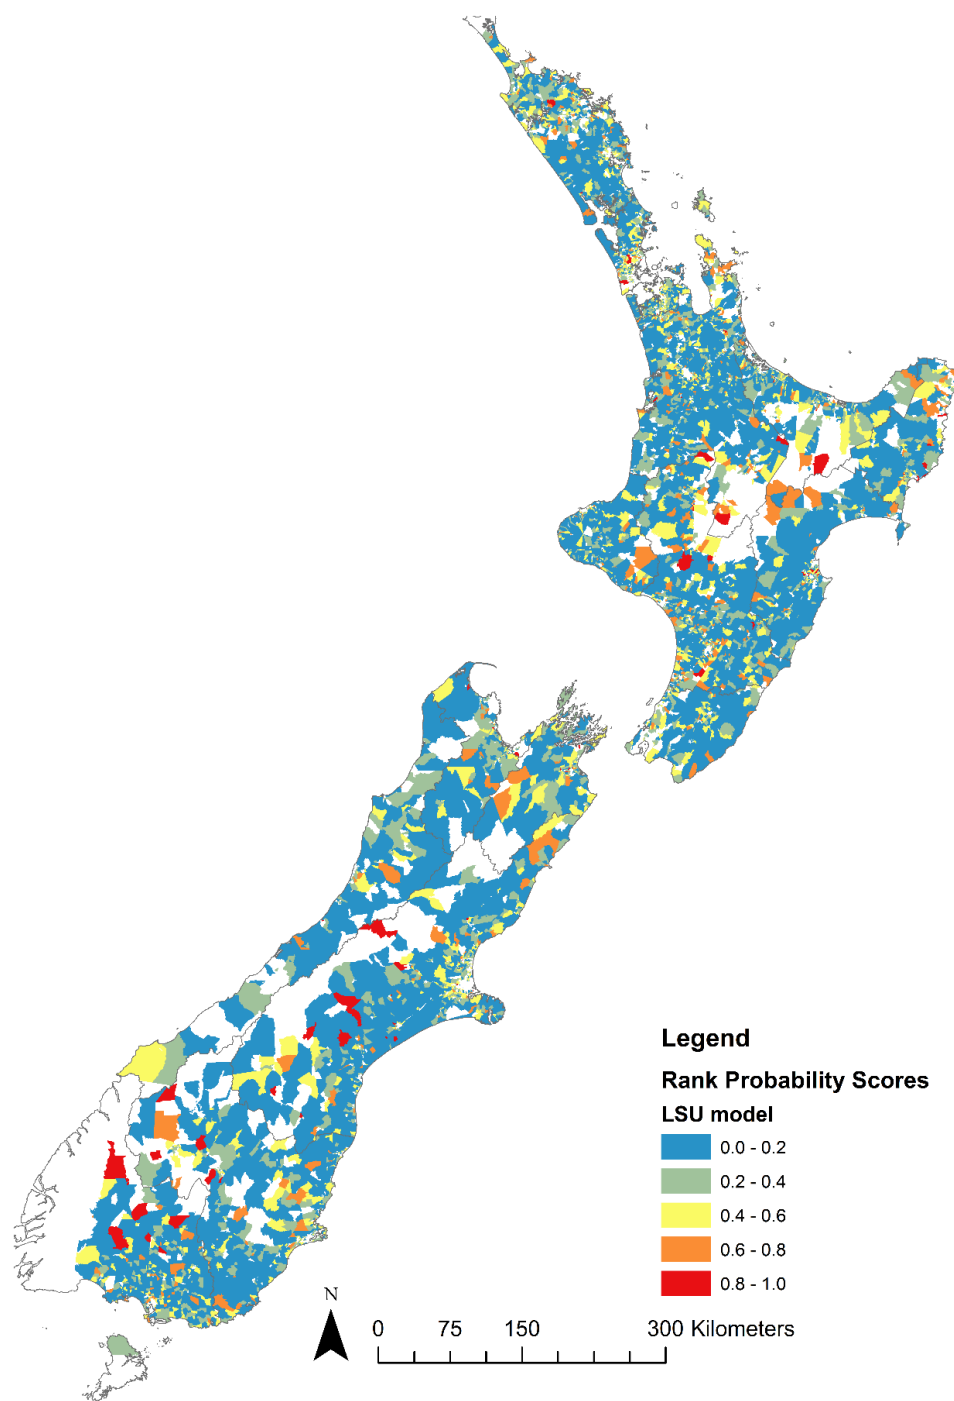 Legend
Rank Probability Scores
LSU model
0.0 - 0.2
0.2 - 0.4
0.4 - 0.6
0.6 - 0.8
0.8 - 1.0
N
0 75 150 300 Kilometers